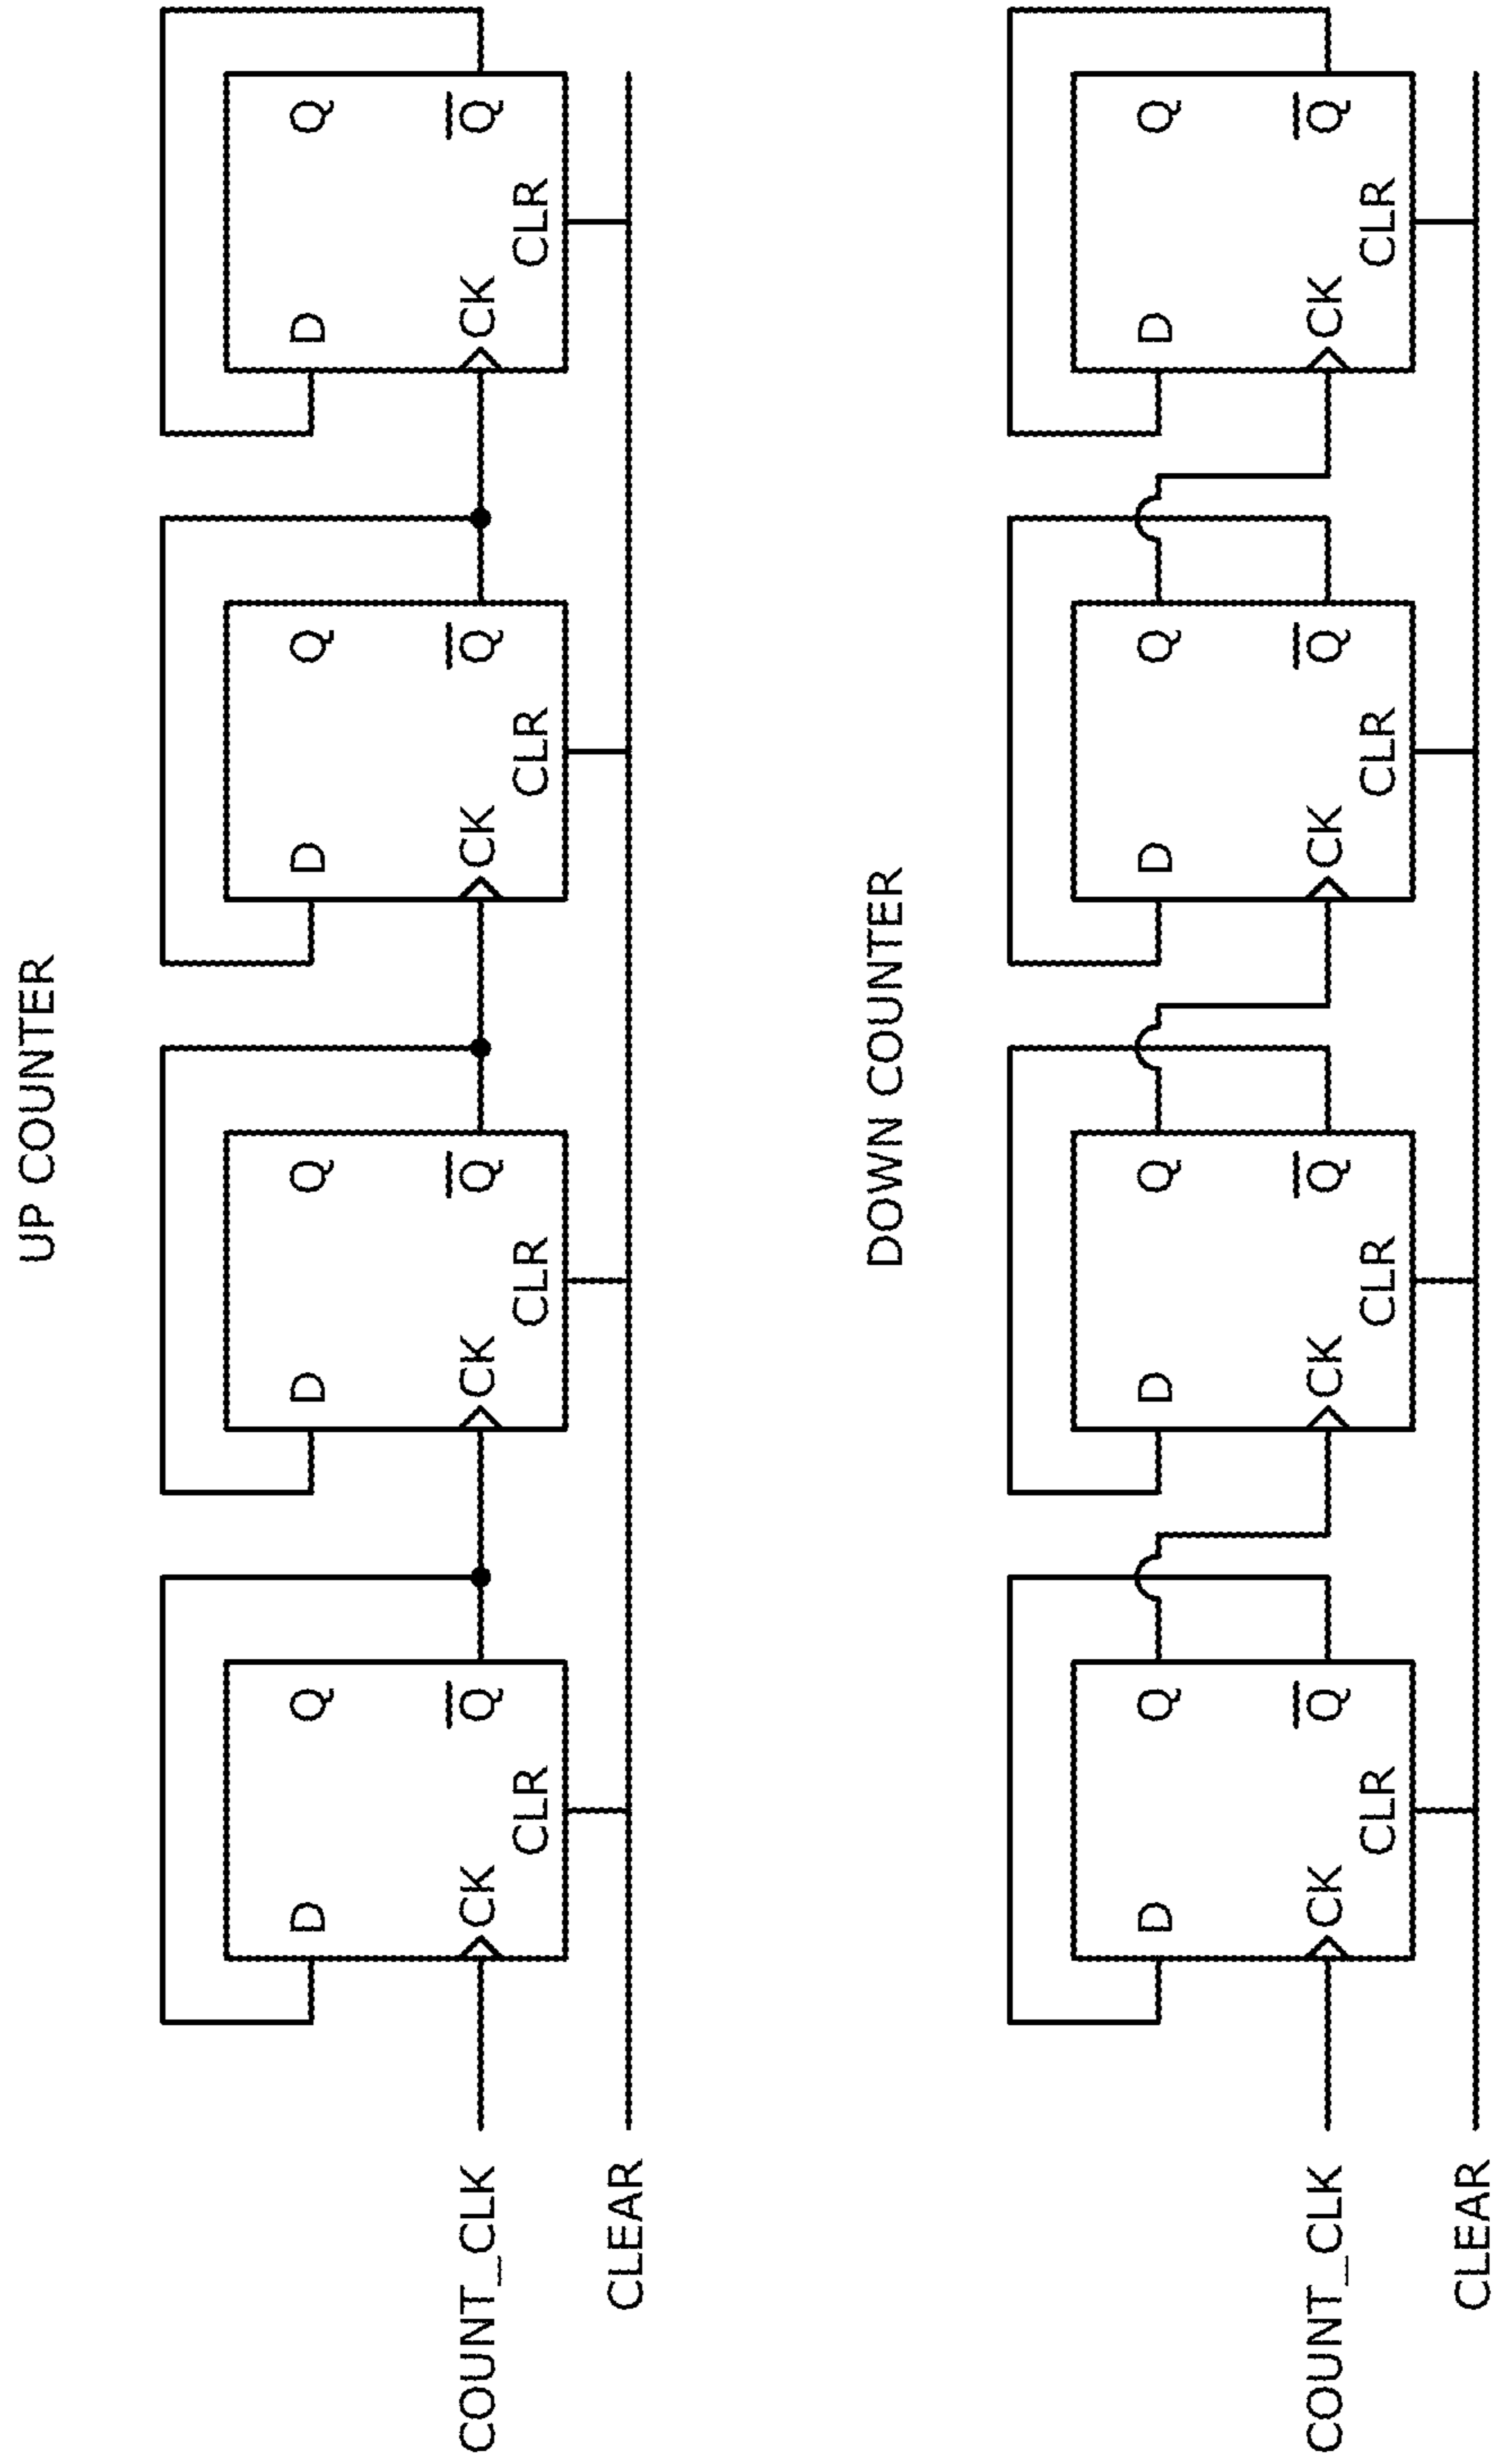 UP COUNTER
D Q D Q D Q D Q
COUNT_CLK CK Q̅ CK Q̅ CK Q̅ CK Q̅
CLR CLR CLR CLR
CLEAR
DOWN COUNTER
D Q D Q D Q D Q
COUNT_CLK CK Q̅ CK Q̅ CK Q̅ CK Q̅
CLR CLR CLR CLR
CLEAR